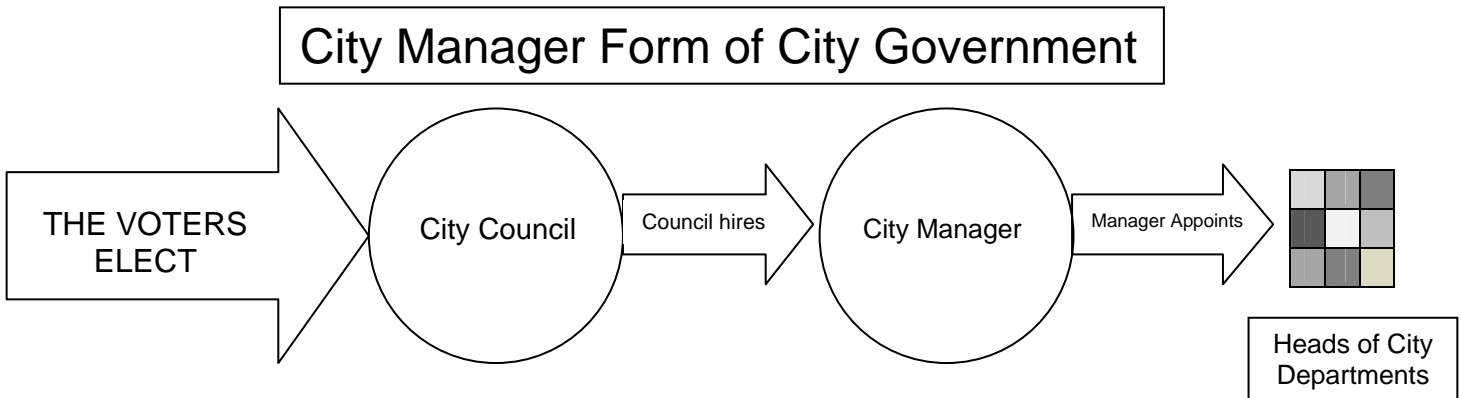 City Manager Form of City Government
THE VOTERS
ELECT
City Council
Council hires
City Manager
Manager Appoints
Heads of City
Departments